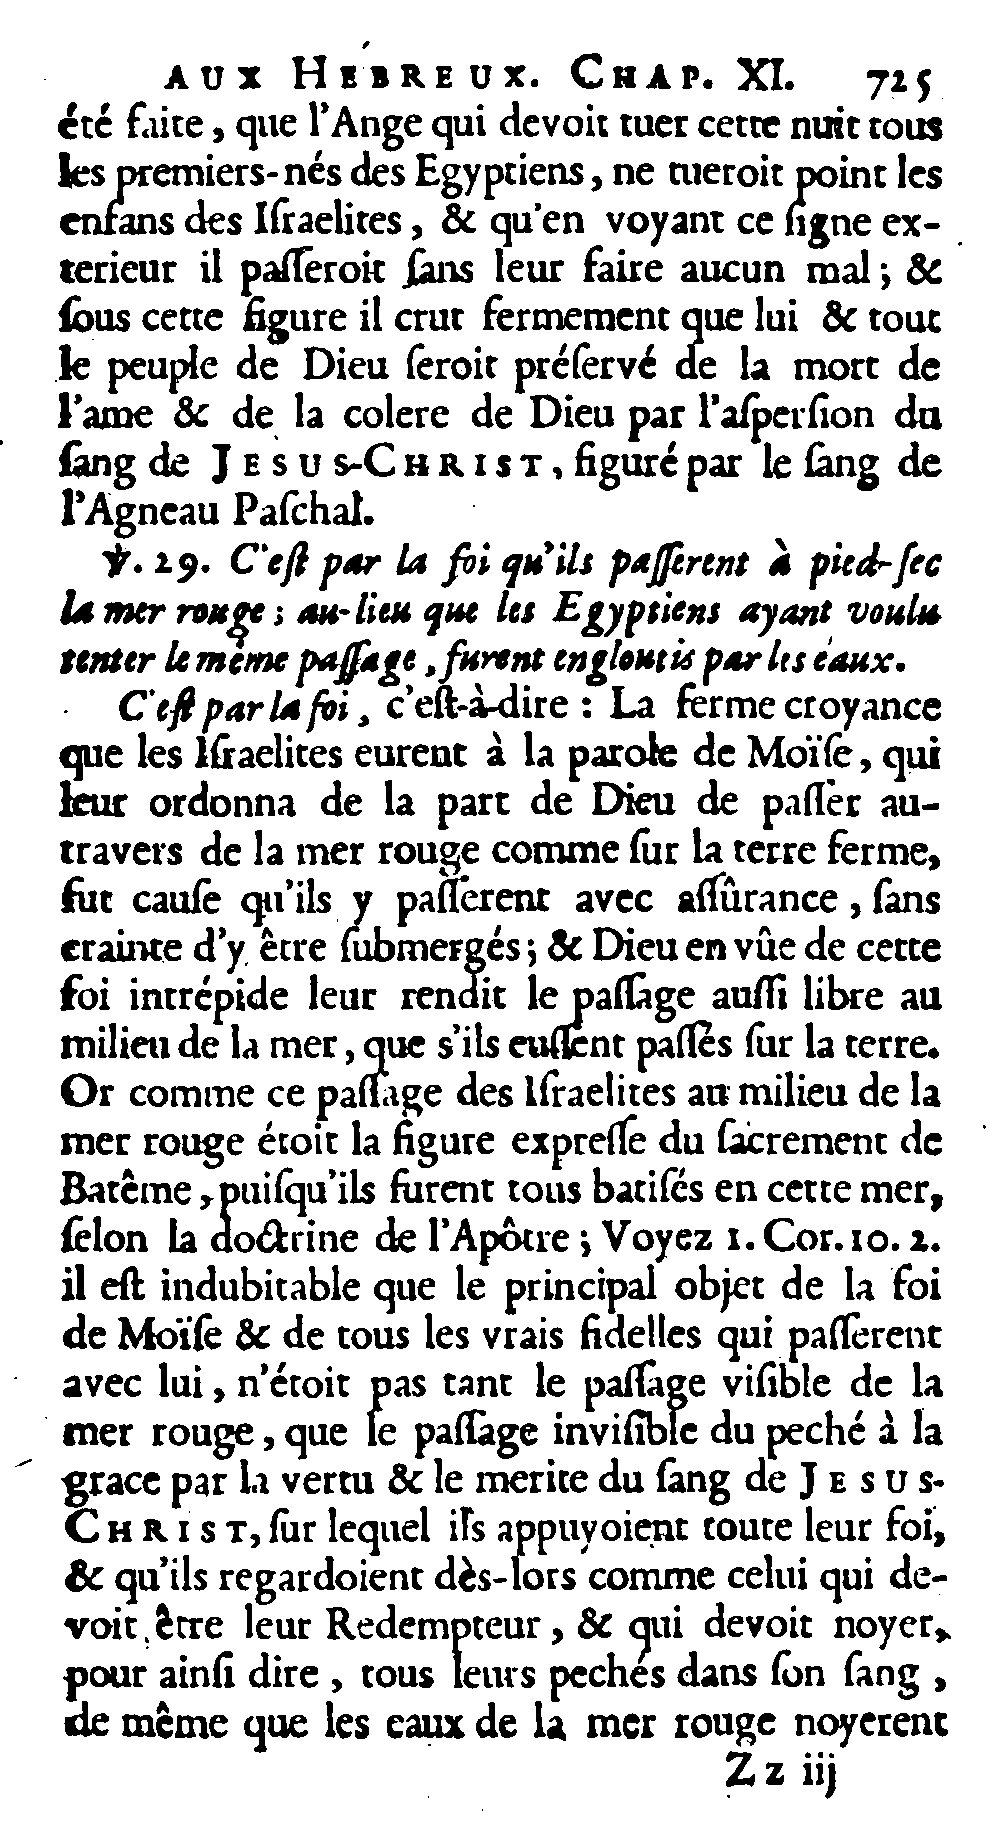 AUX HÉBREUX. CHAP. XI. 725
été faite, que l'Ange qui devoit tuer cette nuit tous
les premiers-nés des Egyptiens, ne tueroit point les
enfans des Iſraelites, & qu'en voyant ce ſigne ex-
terieur il paſſeroit ſans leur faire aucun mal; &
ſous cette figure il crut fermement que lui & tout
le peuple de Dieu ſeroit préſervé de la mort de
l'ame & de la colere de Dieu par l'aſperſion du
ſang de JESUS-CHRIST, figuré par le ſang de
l'Agneau Paſchal.
℣. 29. C'eſt par la foi qu'ils paſſerent à pied-ſec
la mer rouge; au-lieu que les Egyptiens ayant voulu
tenter le même paſſage, furent engloutis par les eaux.
C'eſt par la foi, c'eſt-à-dire : La ferme croyance
que les Iſraelites eurent à la parole de Moïſe, qui
leur ordonna de la part de Dieu de paſſer au-
travers de la mer rouge comme ſur la terre ferme,
fut cauſe qu'ils y paſſerent avec aſſûrance, ſans
crainte d'y être ſubmergés; & Dieu en vûe de cette
foi intrépide leur rendit le paſſage auſſi libre au
milieu de la mer, que s'ils euſſent paſſés ſur la terre.
Or comme ce paſſage des Iſraelites au milieu de la
mer rouge étoit la figure expreſſe du ſacrement de
Batême, puiſqu'ils furent tous batiſés en cette mer,
ſelon la doctrine de l'Apôtre; Voyez 1. Cor. 10. 2.
il eſt indubitable que le principal objet de la foi
de Moïſe & de tous les vrais fidelles qui paſſerent
avec lui, n'étoit pas tant le paſſage viſible de la
mer rouge, que le paſſage inviſible du peché à la
grace par la vertu & le merite du ſang de JESUS-
CHRIST, ſur lequel ils appuyoient toute leur foi,
& qu'ils regardoient dès-lors comme celui qui de-
voit être leur Redempteur, & qui devoit noyer,
pour ainſi dire, tous leurs pechés dans ſon ſang,
de même que les eaux de la mer rouge noyerent
Zz iij